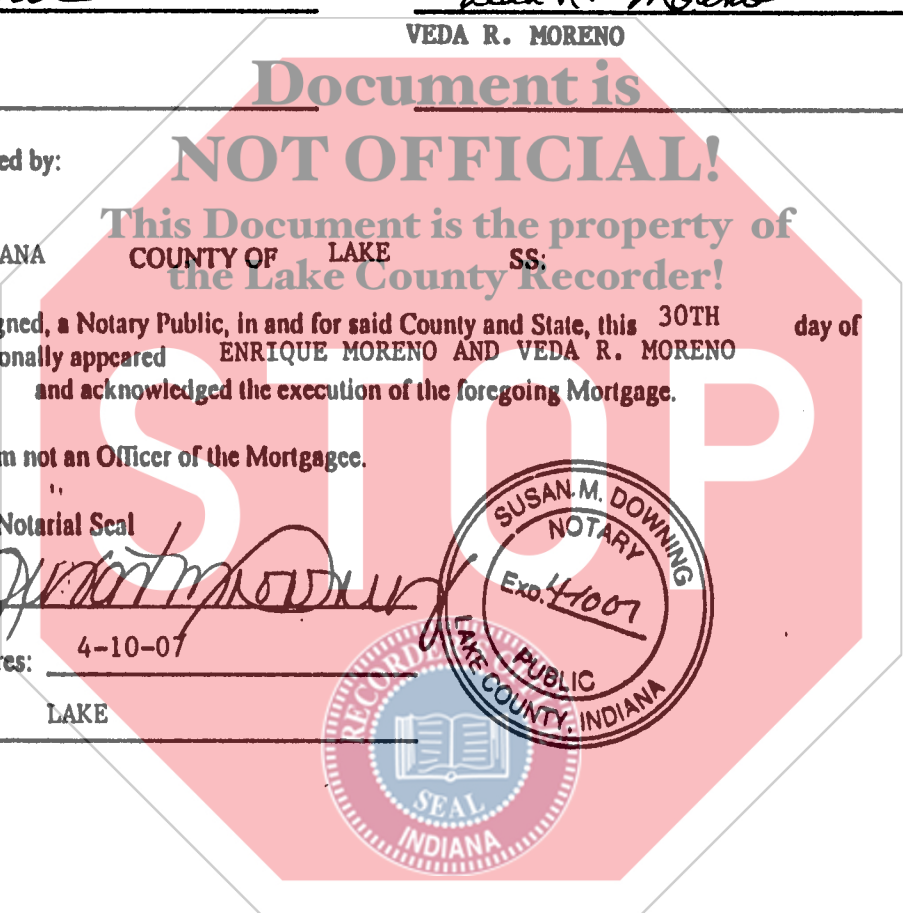 VEDA R. MORENO
Document is
NOT OFFICIAL!
ed by:
This Document is the property of
ANA COUNTY OF LAKE SS:
the Lake County Recorder!
gned, a Notary Public, in and for said County and State, this 30TH day of
onally appeared ENRIQUE MORENO AND VEDA R. MORENO
and acknowledged the execution of the foregoing Mortgage.
STOP
m not an Officer of the Mortgagee.
Notarial Seal
SUSAN M. DOWNING
NOTARY
Exp. 41007
PUBLIC
LAKE COUNTY, INDIANA
res: 4-10-07
LAKE
SEAL
INDIANA